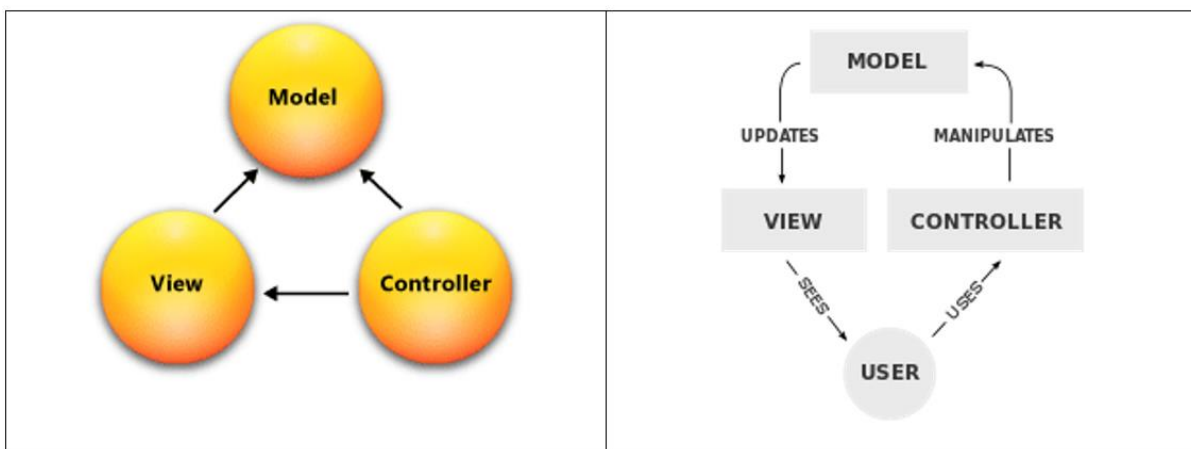 Model
View
Controller
MODEL
UPDATES
MANIPULATES
VIEW
CONTROLLER
SEES
USES
USER